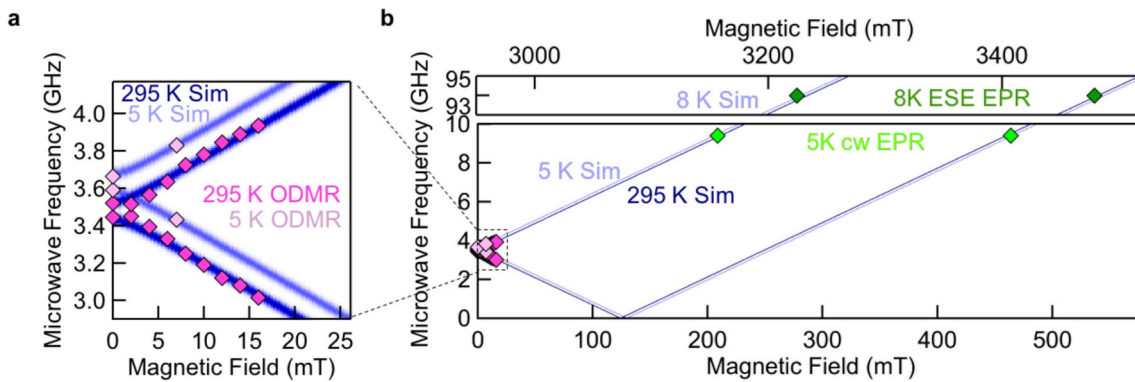 a
Microwave Frequency (GHz)
4.0
3.8
3.6
3.4
3.2
3.0
295 K Sim
5 K Sim
295 K ODMR
5 K ODMR
0 5 10 15 20 25
Magnetic Field (mT)
b
Magnetic Field (mT)
3000 3200 3400
Microwave Frequency (GHz)
95
93
8 K Sim
8K ESE EPR
10
8
6
4
2
0
5K cw EPR
5 K Sim
295 K Sim
0 100 200 300 400 500
Magnetic Field (mT)